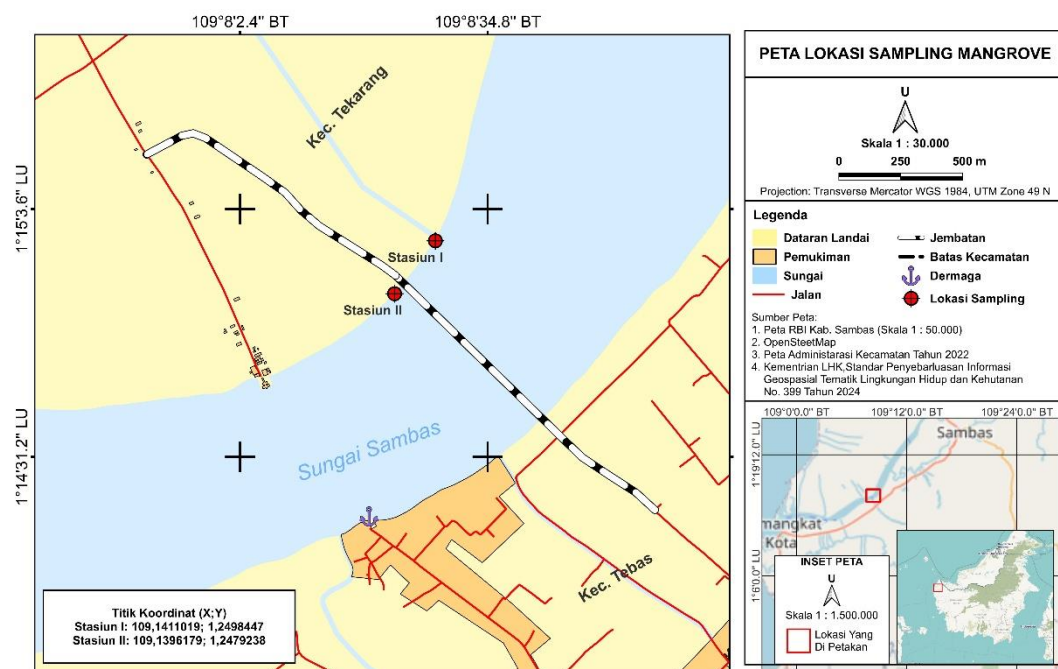 109°8'2.4" BT
109°8'34.8" BT
1°15'3.6" LU
1°14'31.2" LU
Kec. Tekarang
Stasiun I
Stasiun II
Sungai Sambas
Kec. Tebas
Titik Koordinat (X;Y)
Stasiun I: 109,1411019; 1,2498447
Stasiun II: 109,1396179; 1,2479238
PETA LOKASI SAMPLING MANGROVE
U
Skala 1 : 30.000
0 250 500 m
Projection: Transverse Mercator WGS 1984, UTM Zone 49 N
Legenda
Dataran Landai
Pemukiman
Sungai
Jalan
Jembatan
Batas Kecamatan
Dermaga
Lokasi Sampling
Sumber Peta:
1. Peta RBI Kab. Sambas (Skala 1 : 50.000)
2. OpenSteetMap
3. Peta Administarasi Kecamatan Tahun 2022
4. Kementrian LHK,Standar Penyebarluasan Informasi
Geospasial Tematik Lingkungan Hidup dan Kehutanan
No. 399 Tahun 2024
109°0'0.0" BT
109°12'0.0" BT
109°24'0.0" BT
1°19'12.0" LU
1°6'0.0" LU
Sambas
mangkat
Kota
INSET PETA
U
Skala 1 : 1.500.000
Lokasi Yang
Di Petakan